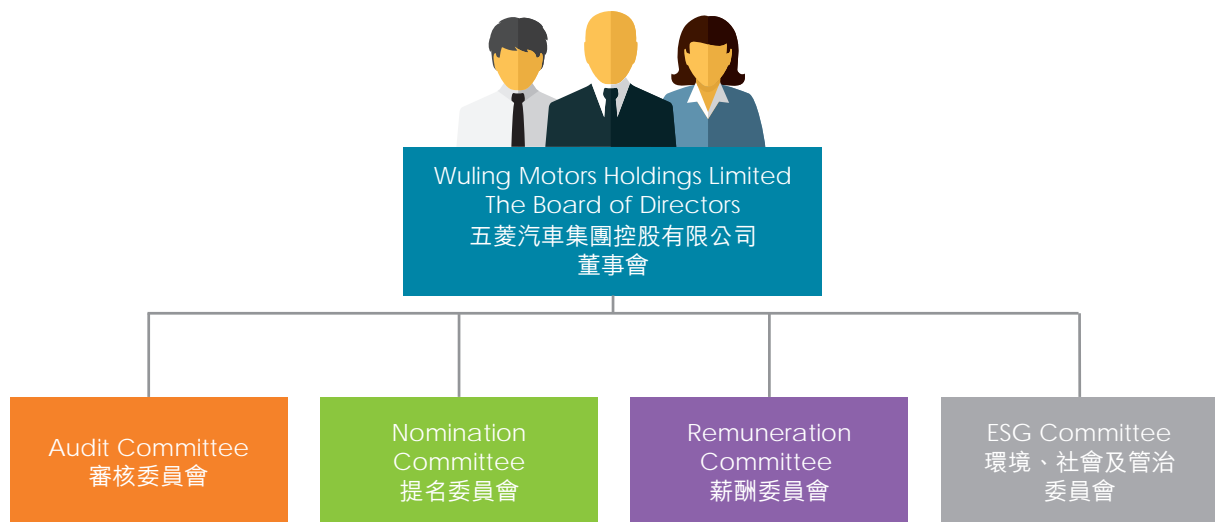 Wuling Motors Holdings Limited
The Board of Directors
五菱汽車集團控股有限公司
董事會
Audit Committee
審核委員會
Nomination
Committee
提名委員會
Remuneration
Committee
薪酬委員會
ESG Committee
環境、社會及管治
委員會